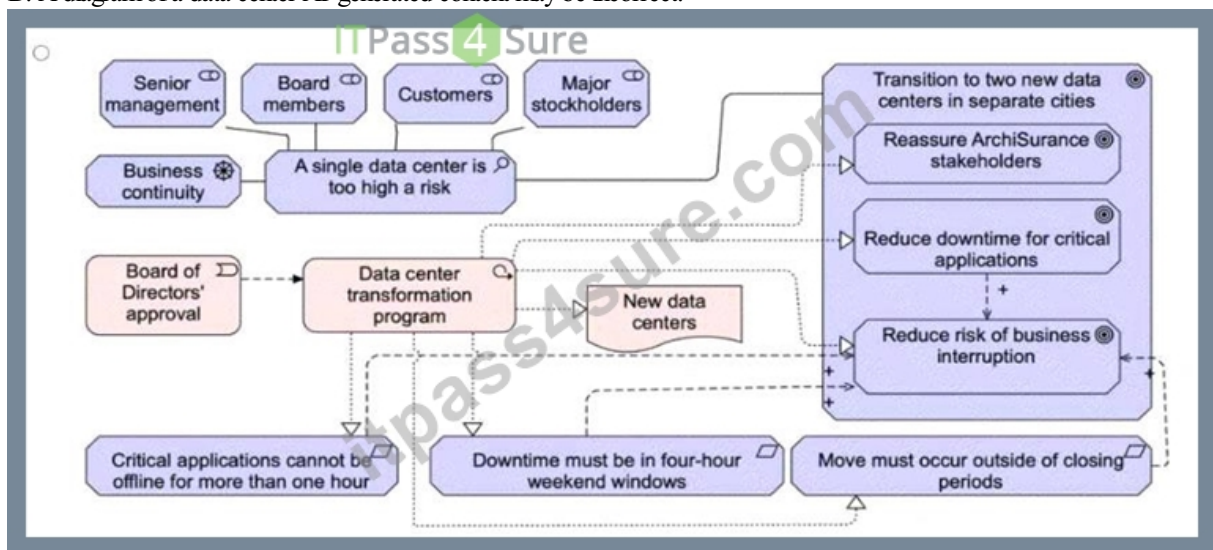 ITPass4Sure
Senior
management
Board
members
Customers
Major
stockholders
Transition to two new data
centers in separate cities
Business
continuity
A single data center is
too high a risk
Reassure ArchiSurance
stakeholders
Reduce downtime for critical
applications
+
Board of
Directors'
approval
Data center
transformation
program
New data
centers
Reduce risk of business
interruption
+
+
+
Critical applications cannot be
offline for more than one hour
Downtime must be in four-hour
weekend windows
Move must occur outside of closing
periods
itpass4sure.com